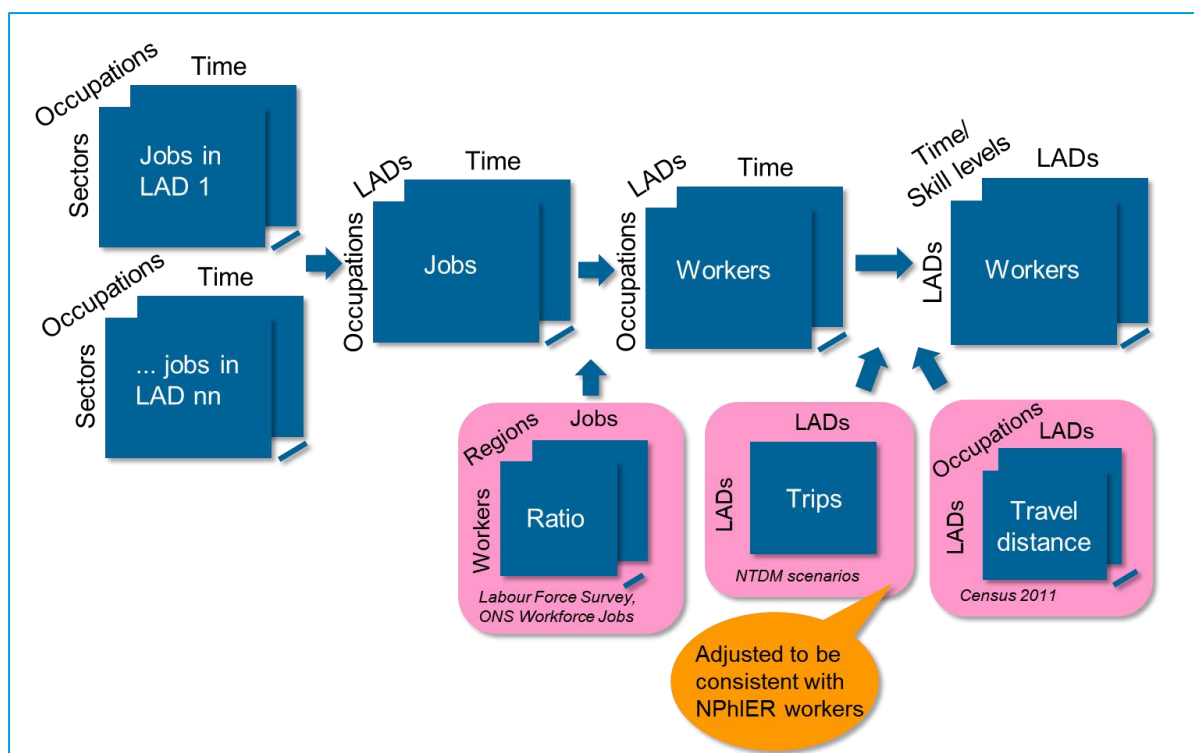 Occupations
Time
Sectors
Jobs in
LAD 1
Occupations
Time
Sectors
... jobs in
LAD nn
LADs
Time
Occupations
Jobs
LADs
Time
Occupations
Workers
Time/
Skill levels
LADs
LADs
Workers
Regions
Jobs
Workers
Ratio
Labour Force Survey,
ONS Workforce Jobs
LADs
LADs
Trips
NTDM scenarios
Occupations
LADs
LADs
Travel
distance
Census 2011
Adjusted to be
consistent with
NPhIER workers